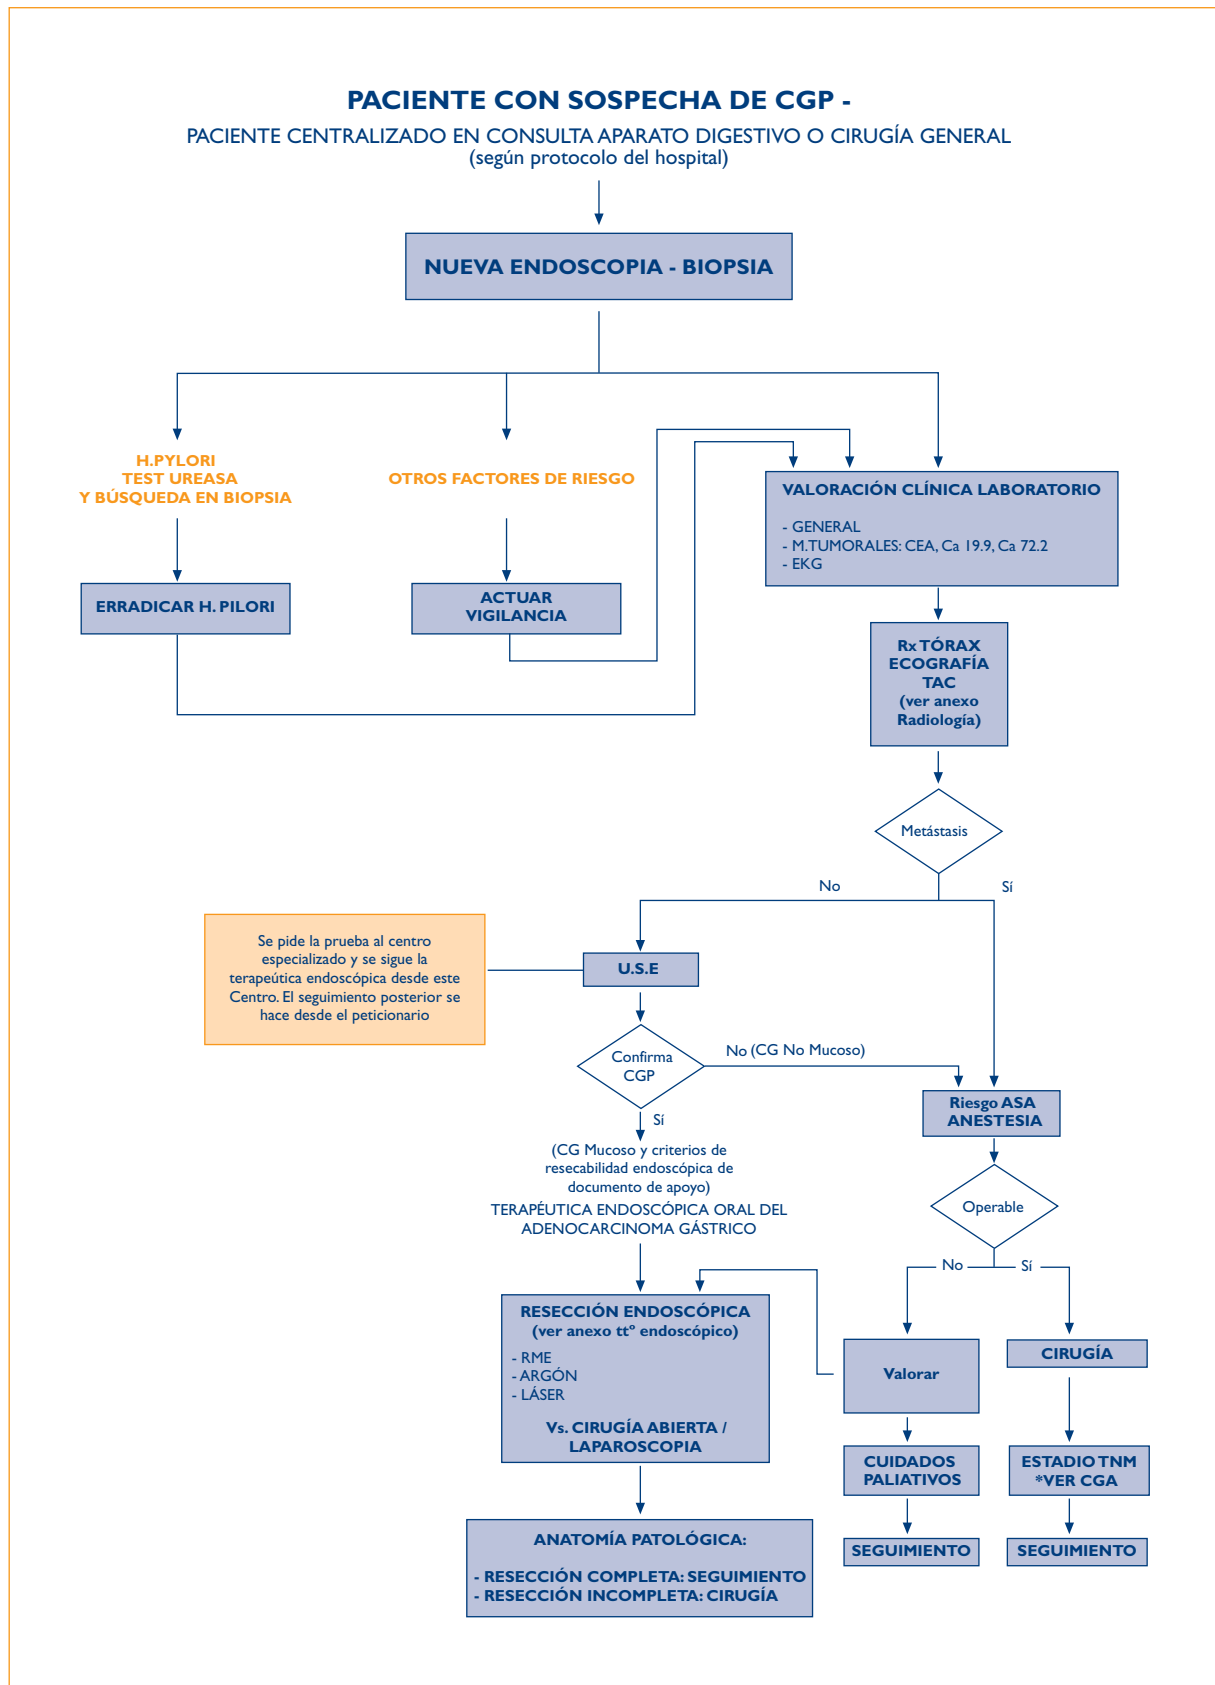 PACIENTE CON SOSPECHA DE CGP -
PACIENTE CENTRALIZADO EN CONSULTA APARATO DIGESTIVO O CIRUGÍA GENERAL
(según protocolo del hospital)
NUEVA ENDOSCOPIA - BIOPSIA
H.PYLORI
TEST UREASA
Y BÚSQUEDA EN BIOPSIA
OTROS FACTORES DE RIESGO
VALORACIÓN CLÍNICA LABORATORIO
- GENERAL
- M.TUMORALES: CEA, Ca 19.9, Ca 72.2
- EKG
ERRADICAR H. PILORI
ACTUAR
VIGILANCIA
Rx TÓRAX
ECOGRAFÍA
TAC
(ver anexo
Radiología)
Metástasis
No
Sí
Se pide la prueba al centro
especializado y se sigue la
terapeútica endoscópica desde este
Centro. El seguimiento posterior se
hace desde el peticionario
U.S.E
Confirma
CGP
No (CG No Mucoso)
Sí
Riesgo ASA
ANESTESIA
(CG Mucoso y criterios de
resecabilidad endoscópica de
documento de apoyo)
TERAPÉUTICA ENDOSCÓPICA ORAL DEL
ADENOCARCINOMA GÁSTRICO
Operable
No
Sí
RESECCIÓN ENDOSCÓPICA
(ver anexo ttº endoscópico)
- RME
- ARGÓN
- LÁSER
Vs. CIRUGÍA ABIERTA /
LAPAROSCOPIA
Valorar
CIRUGÍA
CUIDADOS
PALIATIVOS
ESTADIO TNM
*VER CGA
ANATOMÍA PATOLÓGICA:
- RESECCIÓN COMPLETA: SEGUIMIENTO
- RESECCIÓN INCOMPLETA: CIRUGÍA
SEGUIMIENTO
SEGUIMIENTO